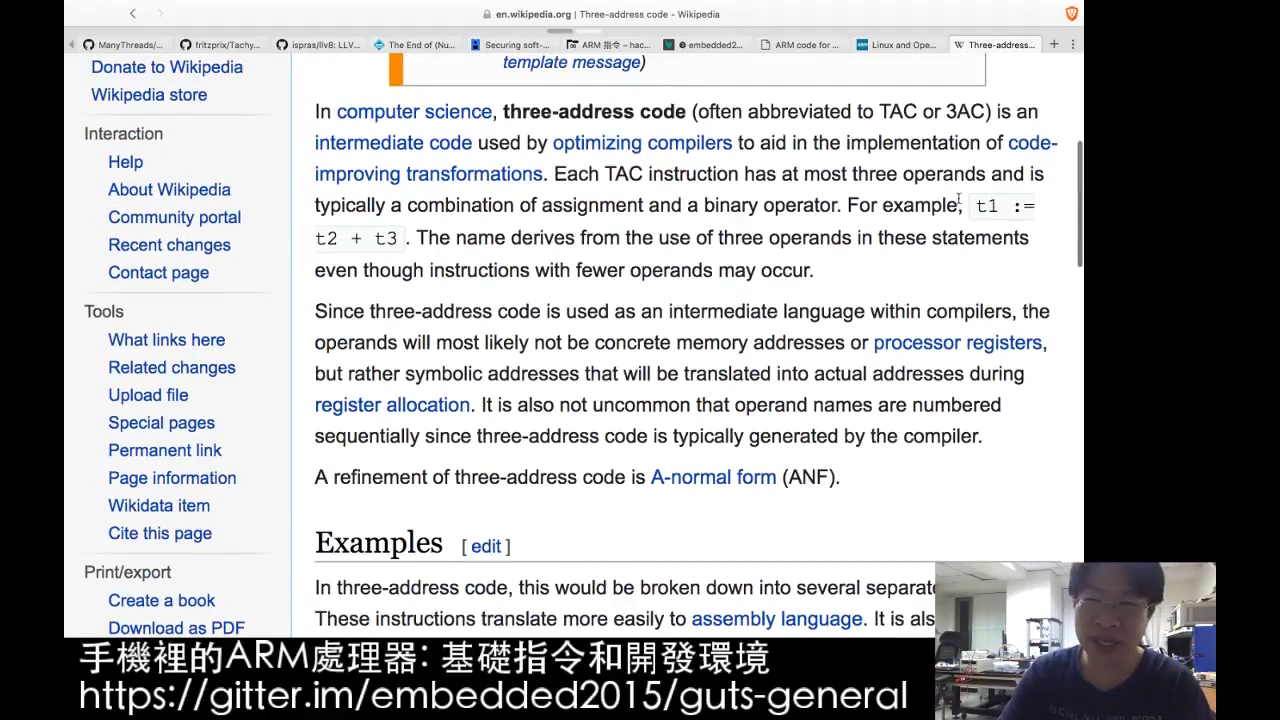 en.wikipedia.org | Three-address code - Wikipedia
ManyThreads/... fritzprix/Tachy... ispras/llv8: LLV... The End of (Nu... Securing soft-... ARM 指令 – hac... embedded2... ARM code for ... Linux and Ope... Three-address...
template message)
Donate to Wikipedia
Wikipedia store
Interaction
Help
About Wikipedia
Community portal
Recent changes
Contact page
Tools
What links here
Related changes
Upload file
Special pages
Permanent link
Page information
Wikidata item
Cite this page
Print/export
Create a book
Download as PDF
In computer science, three-address code (often abbreviated to TAC or 3AC) is an
intermediate code used by optimizing compilers to aid in the implementation of code-
improving transformations. Each TAC instruction has at most three operands and is
typically a combination of assignment and a binary operator. For example, t1 :=
t2 + t3. The name derives from the use of three operands in these statements
even though instructions with fewer operands may occur.
Since three-address code is used as an intermediate language within compilers, the
operands will most likely not be concrete memory addresses or processor registers,
but rather symbolic addresses that will be translated into actual addresses during
register allocation. It is also not uncommon that operand names are numbered
sequentially since three-address code is typically generated by the compiler.
A refinement of three-address code is A-normal form (ANF).
Examples [ edit ]
In three-address code, this would be broken down into several separate
These instructions translate more easily to assembly language. It is als
手機裡的ARM處理器: 基礎指令和開發環境
https://gitter.im/embedded2015/guts-general